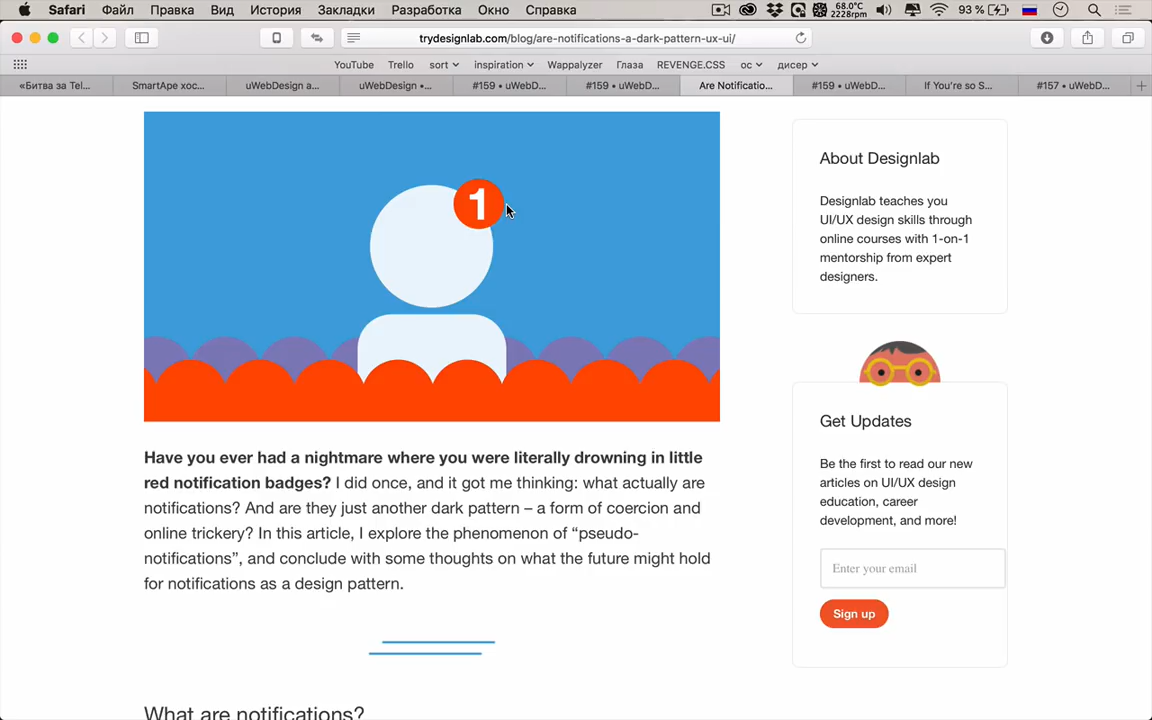 Safari Файл Правка Вид История Закладки Разработка Окно Справка 68.0°C 2228rpm 93 %
trydesignlab.com/blog/are-notifications-a-dark-pattern-ux-ui/
YouTube Trello sort inspiration Wappalyzer Глаза REVENGE.CSS ос дисер
«Битва за Tel... SmartApe хос... uWebDesign а... uWebDesign •... #159 • uWebD... #159 • uWebD... Are Notificatio... #159 • uWebD... If You're so S... #157 • uWebD...
1
Have you ever had a nightmare where you were literally drowning in little
red notification badges? I did once, and it got me thinking: what actually are
notifications? And are they just another dark pattern – a form of coercion and
online trickery? In this article, I explore the phenomenon of “pseudo-
notifications”, and conclude with some thoughts on what the future might hold
for notifications as a design pattern.
What are notifications?
About Designlab
Designlab teaches you
UI/UX design skills through
online courses with 1-on-1
mentorship from expert
designers.
Get Updates
Be the first to read our new
articles on UI/UX design
education, career
development, and more!
Enter your email
Sign up